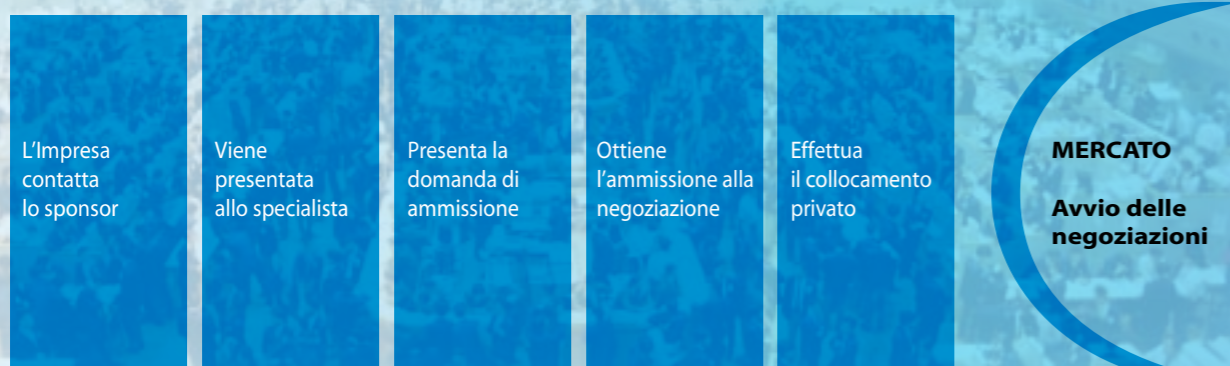 L'Impresa
contatta
lo sponsor
Viene
presentata
allo specialista
Presenta la
domanda di
ammissione
Ottiene
l'ammissione alla
negoziazione
Effettua
il collocamento
privato
MERCATO
Avvio delle
negoziazioni